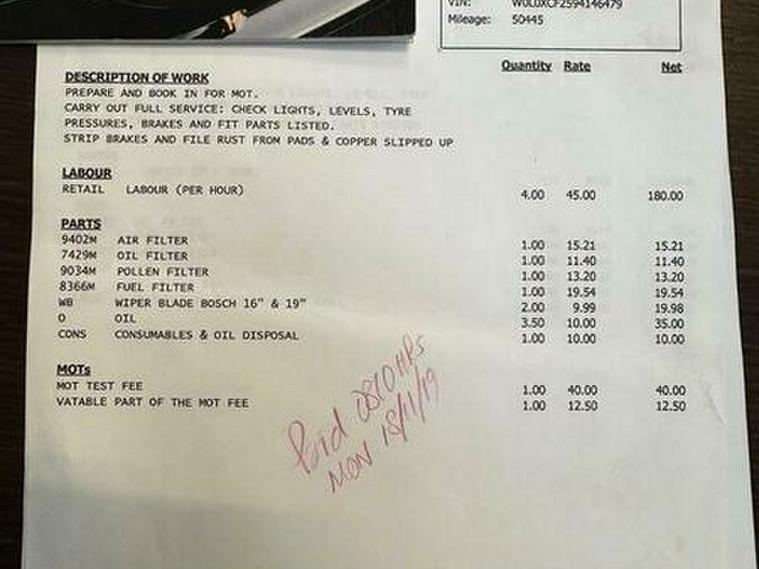 VIN: W0L0XCF2594146479
Mileage: 50445
Quantity Rate Net
DESCRIPTION OF WORK
PREPARE AND BOOK IN FOR MOT.
CARRY OUT FULL SERVICE: CHECK LIGHTS, LEVELS, TYRE
PRESSURES, BRAKES AND FIT PARTS LISTED.
STRIP BRAKES AND FILE RUST FROM PADS & COPPER SLIPPED UP
LABOUR
RETAIL LABOUR (PER HOUR) 4.00 45.00 180.00
PARTS
9402M AIR FILTER 1.00 15.21 15.21
7429M OIL FILTER 1.00 11.40 11.40
9034M POLLEN FILTER 1.00 13.20 13.20
8366M FUEL FILTER 1.00 19.54 19.54
WB WIPER BLADE BOSCH 16" & 19" 2.00 9.99 19.98
O OIL 3.50 10.00 35.00
CONS CONSUMABLES & OIL DISPOSAL 1.00 10.00 10.00
MOTs
MOT TEST FEE 1.00 40.00 40.00
VATABLE PART OF THE MOT FEE 1.00 12.50 12.50
Paid 0810 HRS
MON 18/11/19